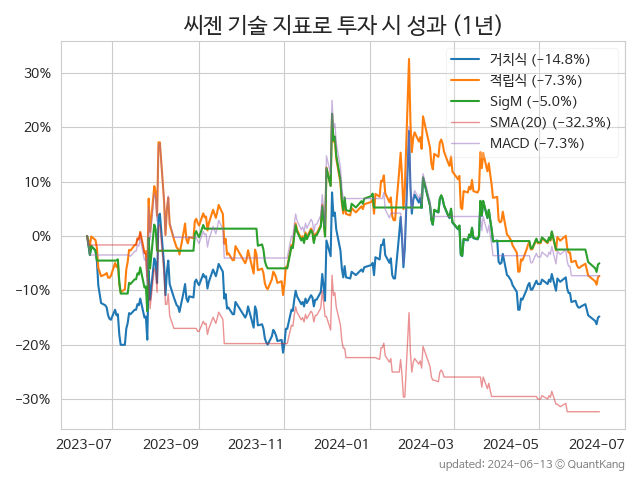 씨젠 기술 지표로 투자 시 성과 (1년)
거치식 (−14.8%)
적립식 (−7.3%)
SigM (−5.0%)
SMA(20) (−32.3%)
MACD (−7.3%)
30%
20%
10%
0%
−10%
−20%
−30%
2023−07 2023−09 2023−11 2024−01 2024−03 2024−05 2024−07
updated: 2024−06−13 ⓒ QuantKang